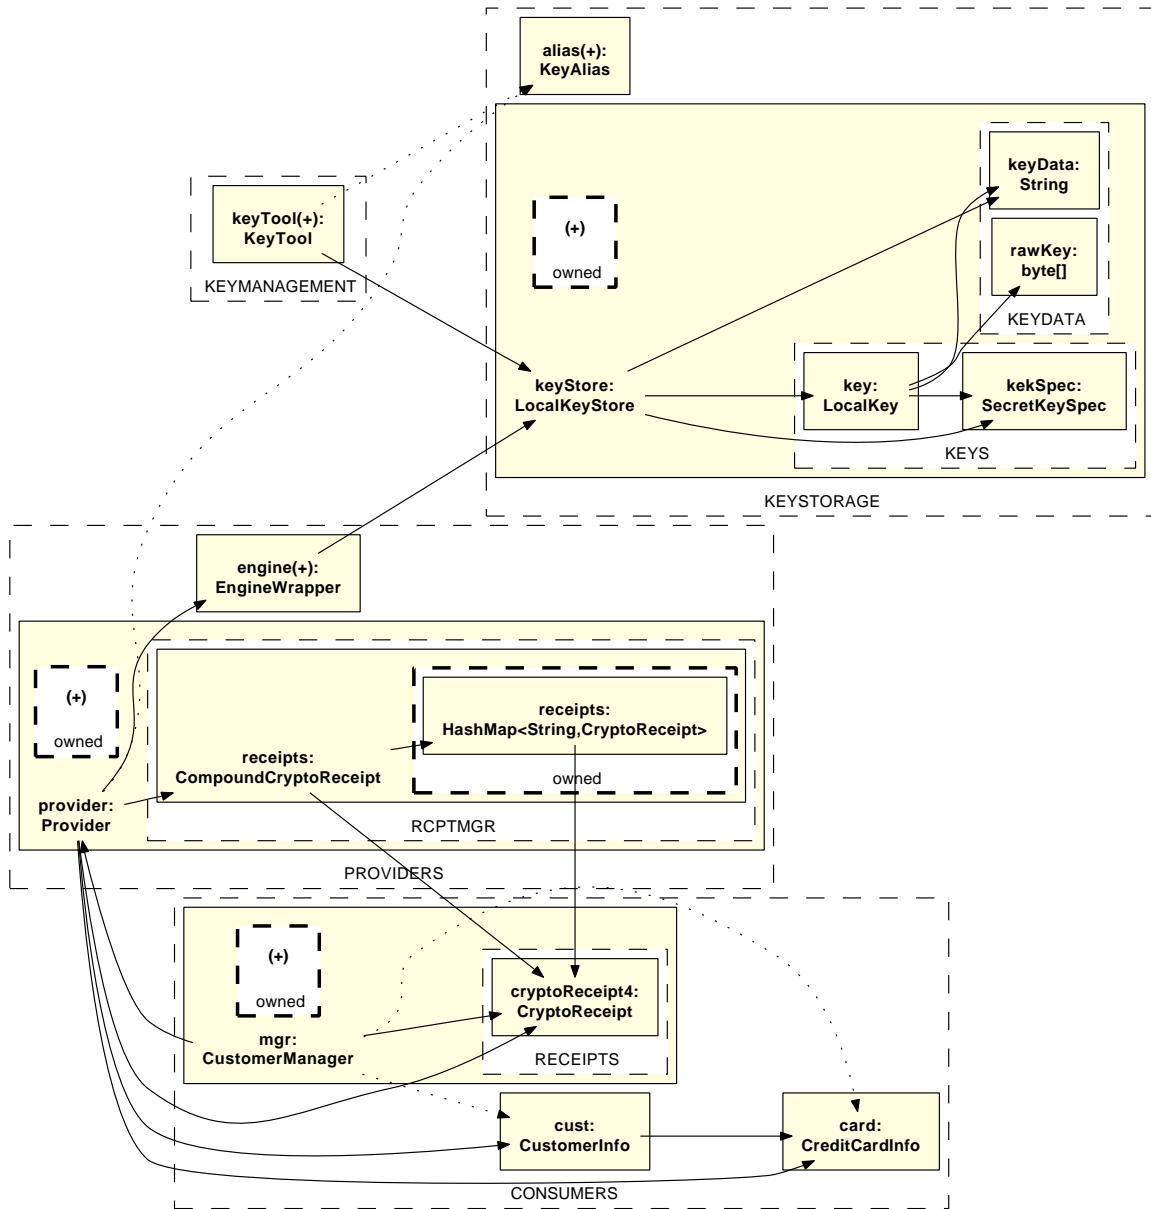 alias(+):
KeyAlias
keyData:
String
keyTool(+):
KeyTool
(+)
owned
rawKey:
byte[]
KEYMANAGEMENT
KEYDATA
keyStore:
LocalKeyStore
key:
LocalKey
kekSpec:
SecretKeySpec
KEYS
KEYSTORAGE
engine(+):
EngineWrapper
(+)
owned
receipts:
HashMap<String,CryptoReceipt>
owned
receipts:
CompoundCryptoReceipt
provider:
Provider
RCPTMGR
PROVIDERS
(+)
owned
cryptoReceipt4:
CryptoReceipt
mgr:
CustomerManager
RECEIPTS
cust:
CustomerInfo
card:
CreditCardInfo
CONSUMERS